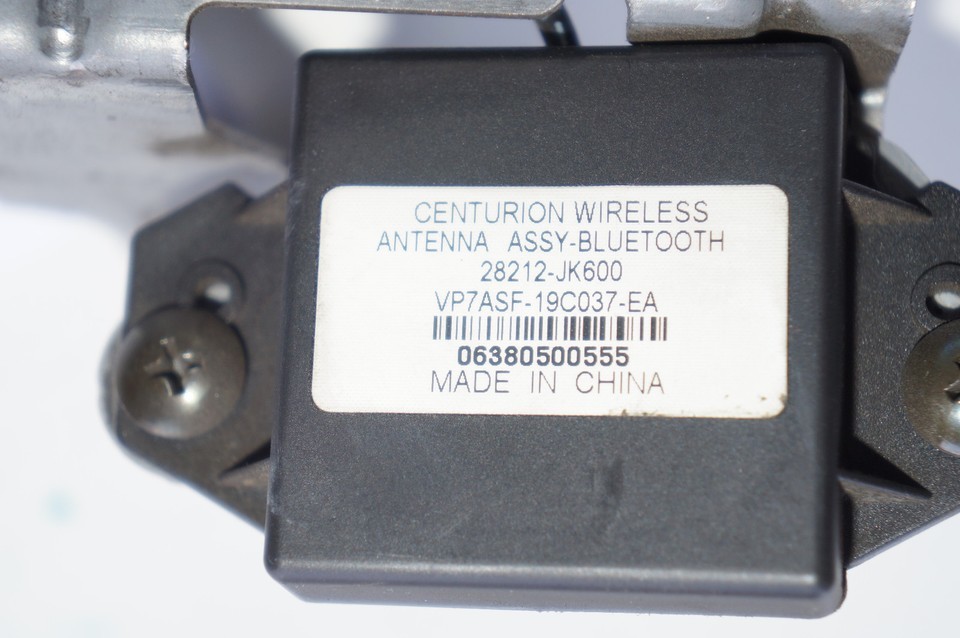 CENTURION WIRELESS
ANTENNA ASSY-BLUETOOTH
28212-JK600
VP7ASF-19C037-EA
06380500555
MADE IN CHINA